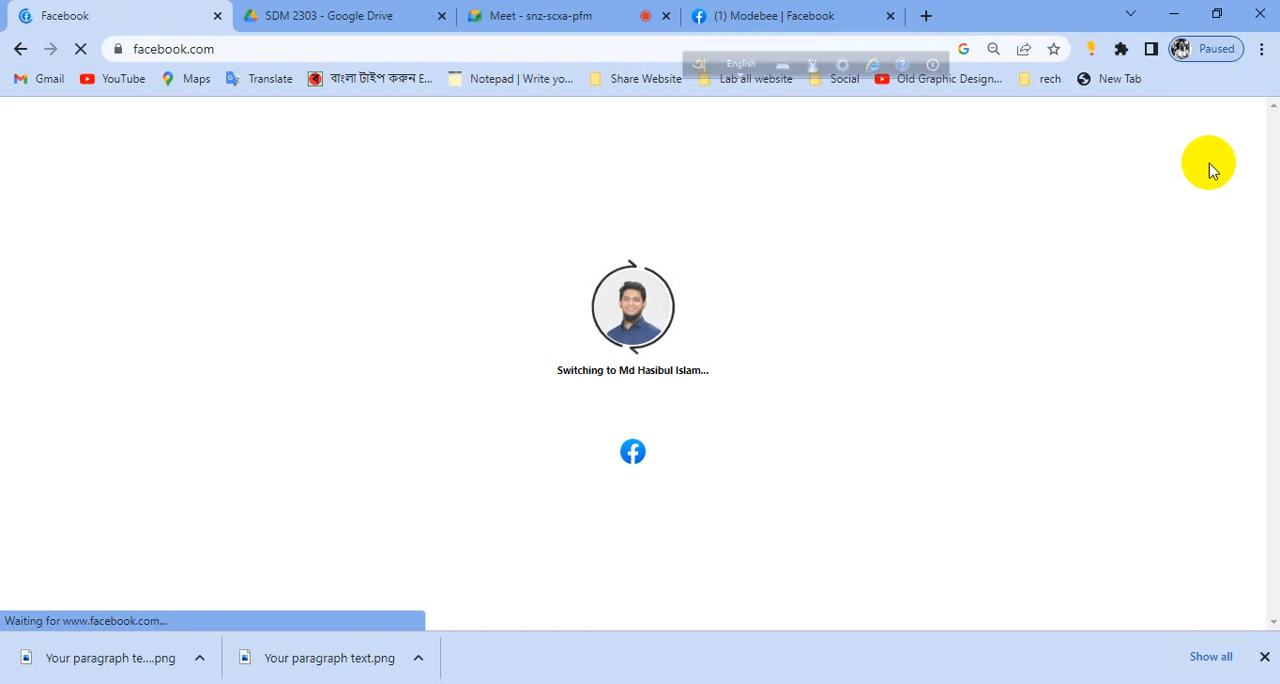 Facebook
SDM 2303 - Google Drive
Meet - snz-scxa-pfm
(1) Modebee | Facebook
facebook.com
English
Paused
Gmail
YouTube
Maps
Translate
বাংলা টাইপ করুন E...
Notepad | Write yo...
Share Website
Lab all website
Social
Old Graphic Design...
rech
New Tab
Switching to Md Hasibul Islam...
Waiting for www.facebook.com...
Your paragraph te....png
Your paragraph text.png
Show all